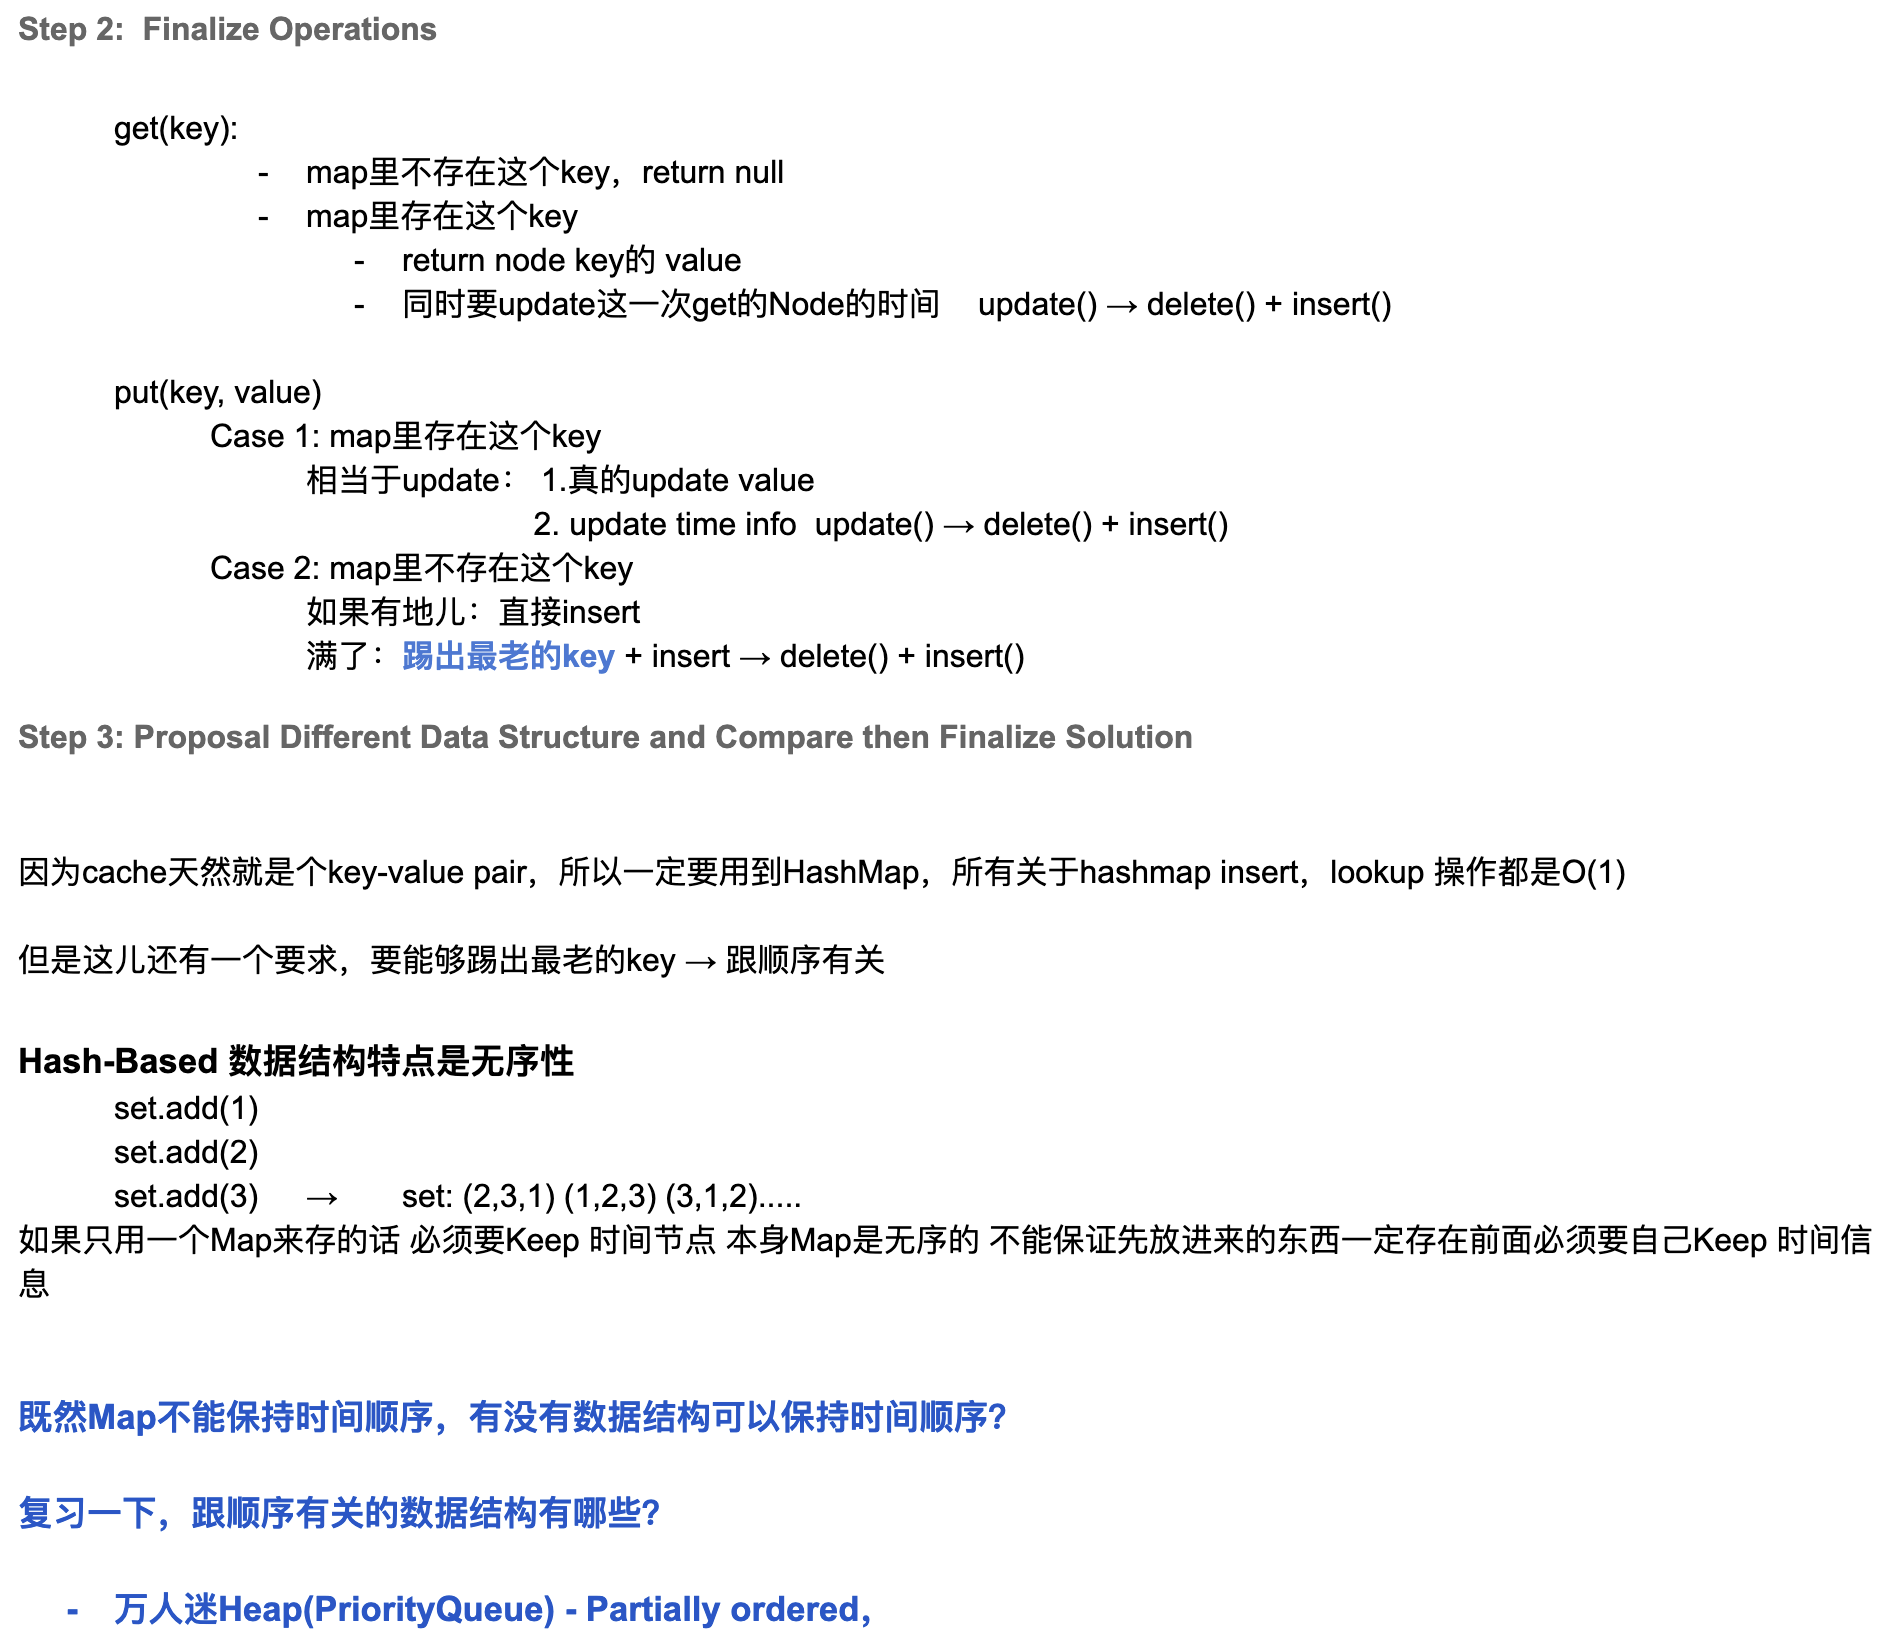 Step 2:  Finalize Operations
get(key):
- map里不存在这个key，return null
- map里存在这个key
- return node key的 value
- 同时要update这一次get的Node的时间 update() → delete() + insert()
put(key, value)
Case 1: map里存在这个key
相当于update： 1.真的update value
2. update time info update() → delete() + insert()
Case 2: map里不存在这个key
如果有地儿：直接insert
满了：踢出最老的key + insert → delete() + insert()
Step 3: Proposal Different Data Structure and Compare then Finalize Solution
因为cache天然就是个key-value pair，所以一定要用到HashMap，所有关于hashmap insert，lookup 操作都是O(1)
但是这儿还有一个要求，要能够踢出最老的key → 跟顺序有关
Hash-Based 数据结构特点是无序性
set.add(1)
set.add(2)
set.add(3) → set: (2,3,1) (1,2,3) (3,1,2).....
如果只用一个Map来存的话 必须要Keep 时间节点 本身Map是无序的 不能保证先放进来的东西一定存在前面必须要自己Keep 时间信
息
既然Map不能保持时间顺序，有没有数据结构可以保持时间顺序?
复习一下，跟顺序有关的数据结构有哪些?
- 万人迷Heap(PriorityQueue) - Partially ordered，